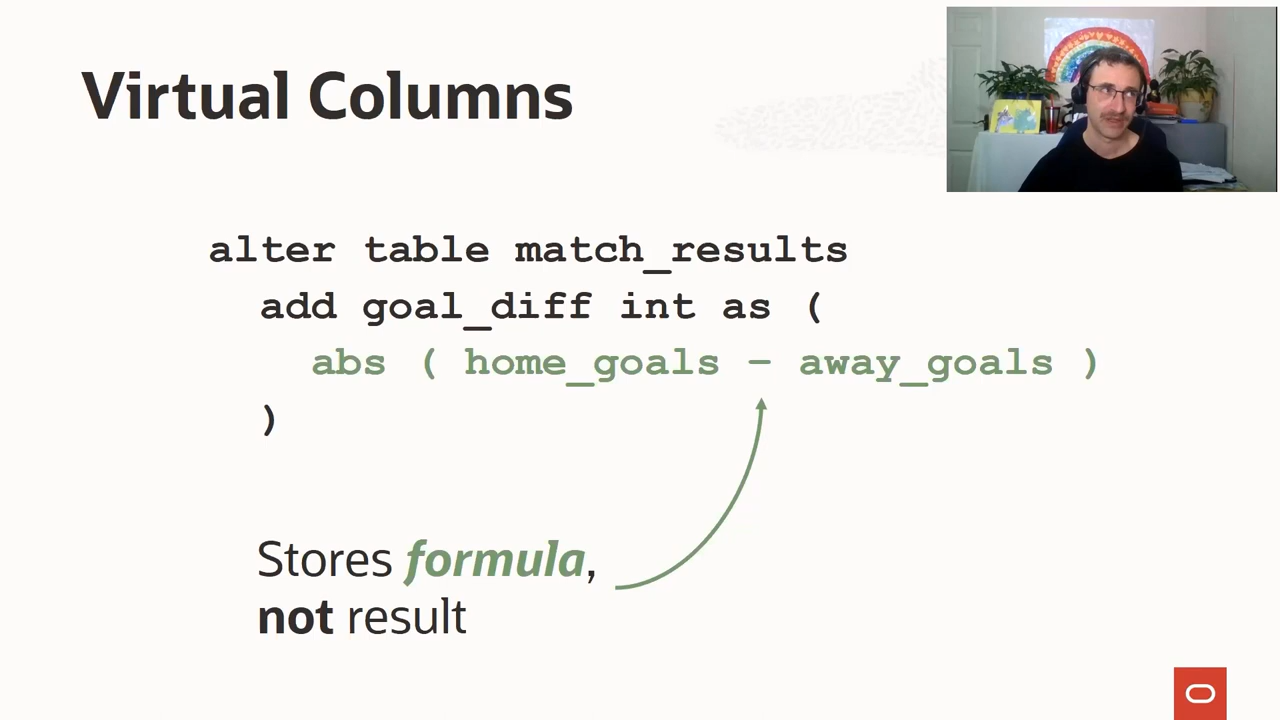 Virtual Columns
alter table match_results
add goal_diff int as (
abs ( home_goals – away_goals )
)
Stores formula,
not result